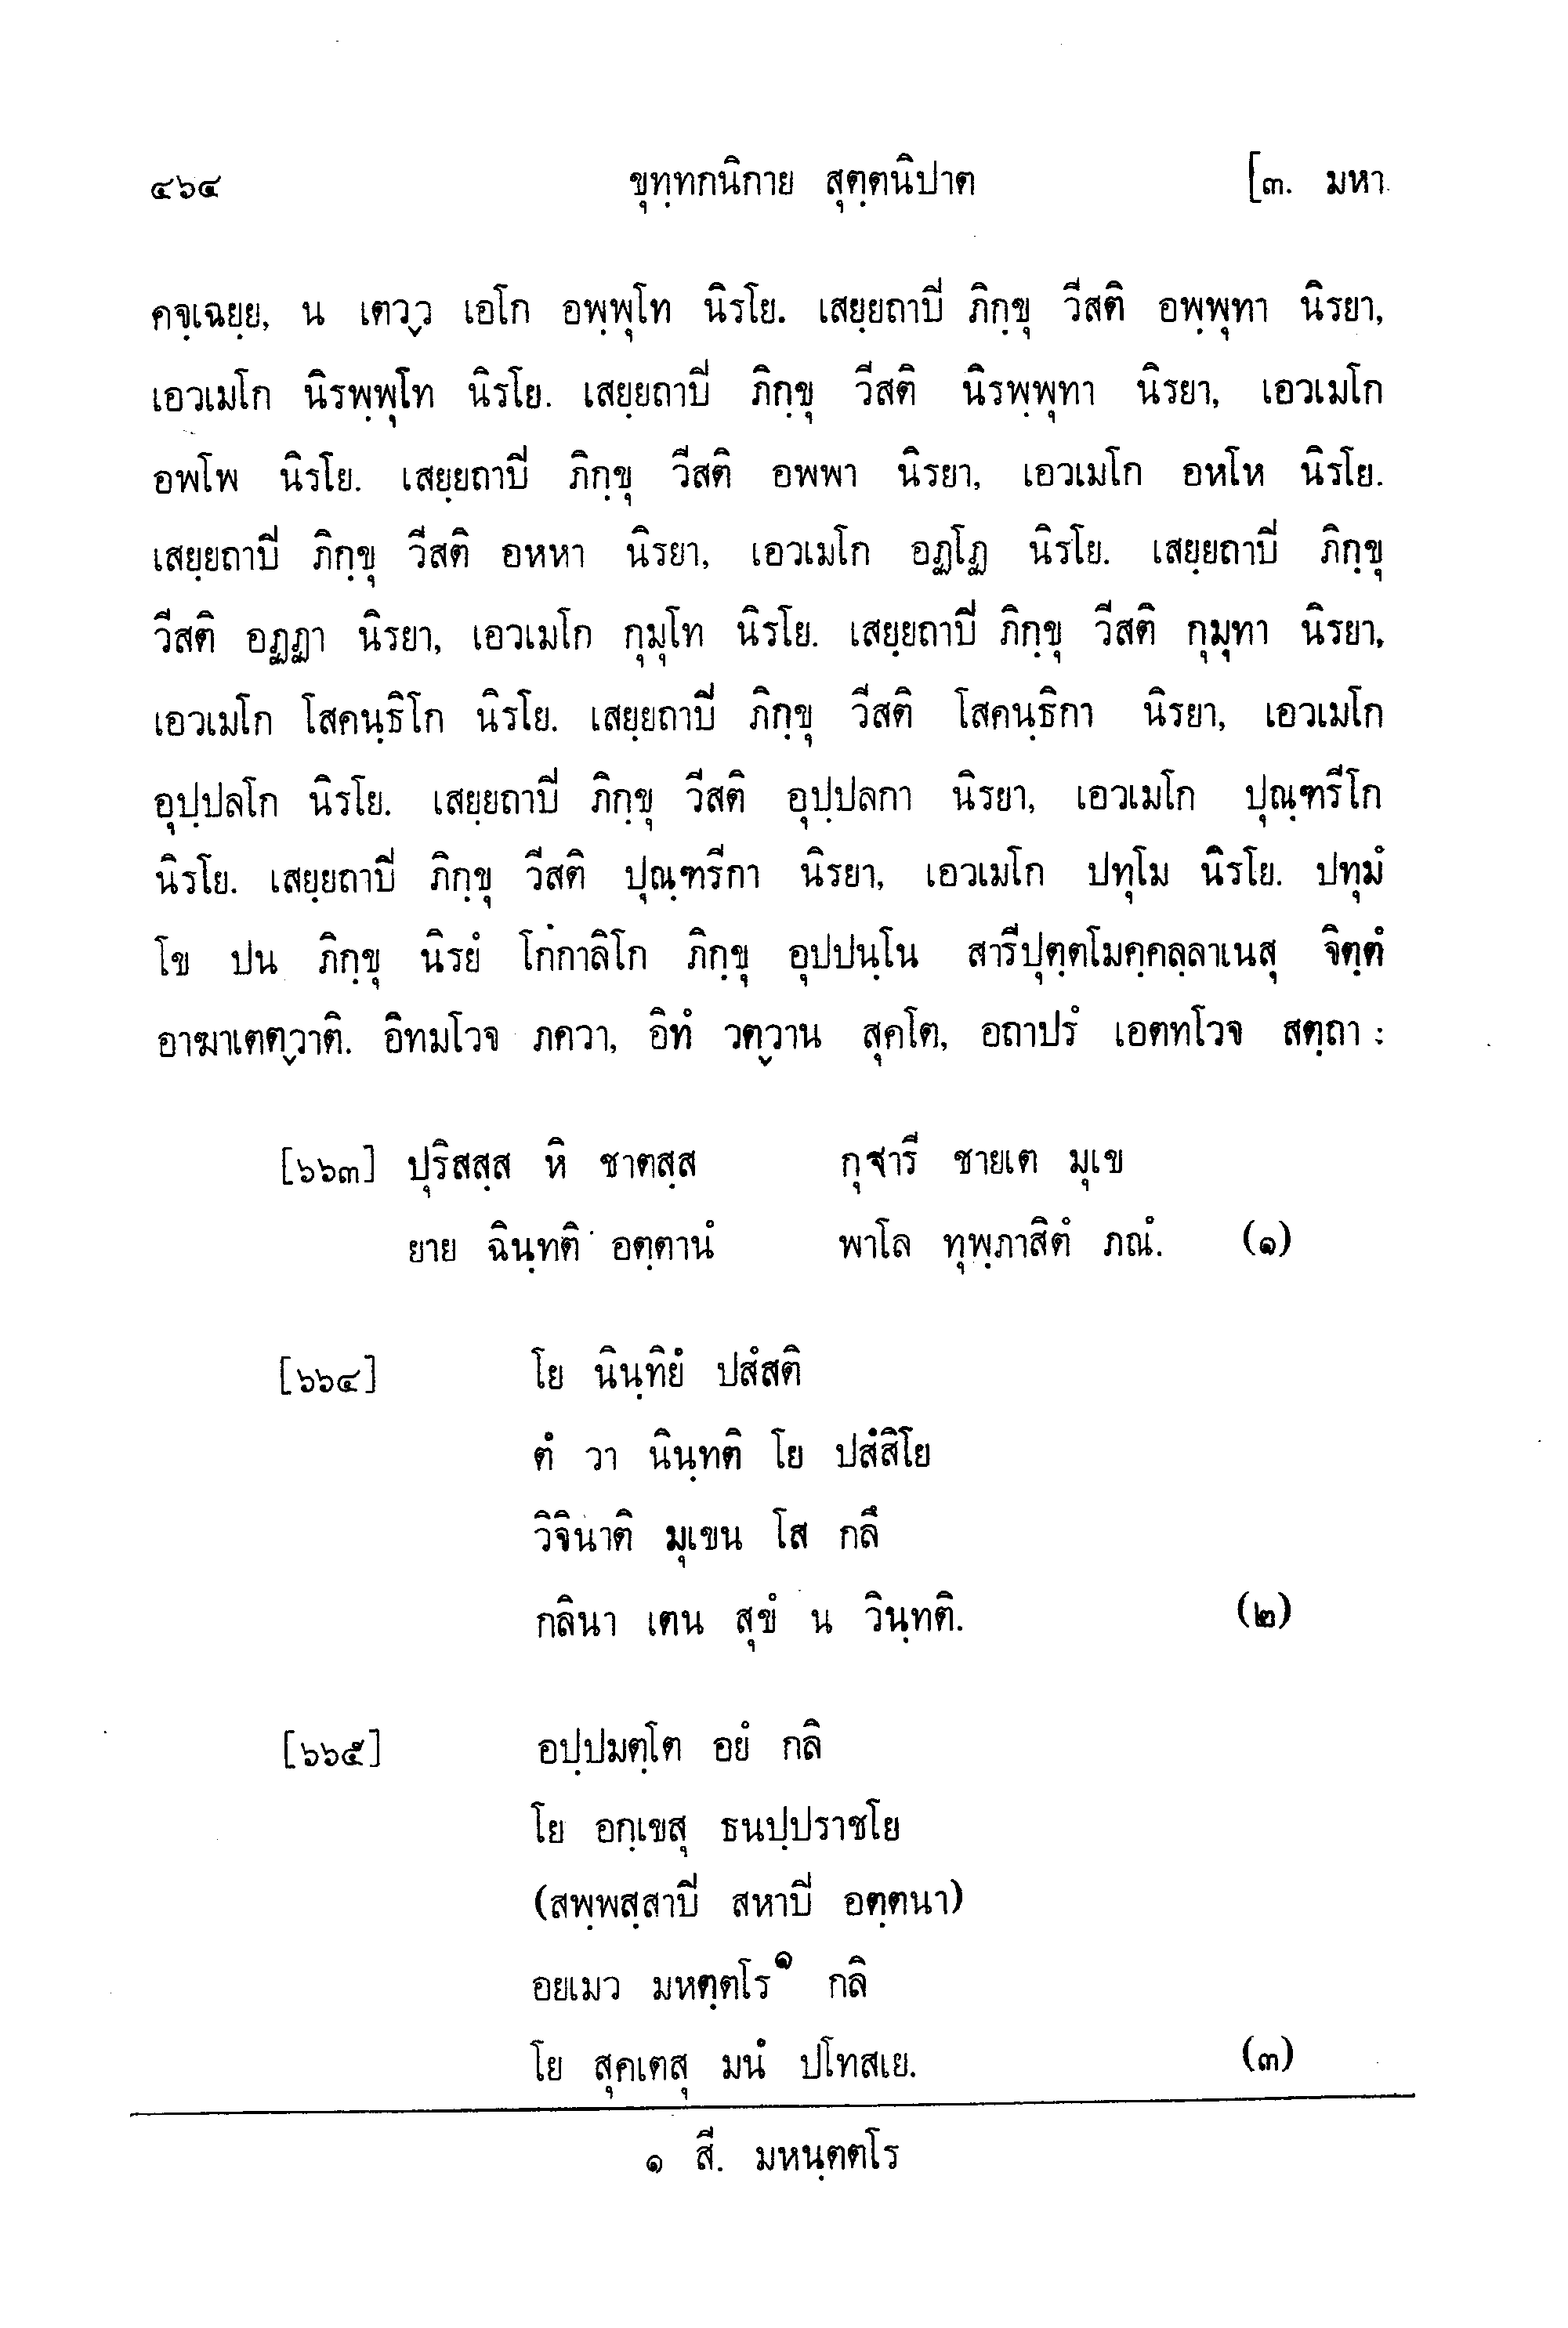 ๔๖๔ ขุทฺทกนิกาย สุตฺตนิปาต [๓. มหา
คจฺเฉยฺย, น เตวฺว เอโก อพฺพุโท นิรโย. เสยฺยถาปี ภิกฺขุ วีสติ อพฺพุทา นิรยา,
เอวเมโก นิรพฺพุโท นิรโย. เสยฺยถาปี ภิกฺขุ วีสติ นิรพฺพุทา นิรยา, เอวเมโก
อพโพ นิรโย. เสยฺยถาปี ภิกฺขุ วีสติ อพพา นิรยา, เอวเมโก อหโห นิรโย.
เสยฺยถาปี ภิกฺขุ วีสติ อหหา นิรยา, เอวเมโก อฏโฏ นิรโย. เสยฺยถาปี ภิกฺขุ
วีสติ อฏฏา นิรยา, เอวเมโก กุมุโท นิรโย. เสยฺยถาปี ภิกฺขุ วีสติ กุมุทา นิรยา,
เอวเมโก โสคนฺธิโก นิรโย. เสยฺยถาปี ภิกฺขุ วีสติ โสคนฺธิกา นิรยา, เอวเมโก
อุปฺปลโก นิรโย. เสยฺยถาปี ภิกฺขุ วีสติ อุปฺปลกา นิรยา, เอวเมโก ปุณฺฑรีโก
นิรโย. เสยฺยถาปี ภิกฺขุ วีสติ ปุณฺฑรีกา นิรยา, เอวเมโก ปทุโม นิรโย. ปทุมํ
โข ปน ภิกฺขุ นิรยํ โกกาลิโก ภิกฺขุ อุปปนฺโน สารีปุตฺตโมคฺคลฺลาเนสุ จิตฺตํ
อาฆาเตตฺวาติ. อิทมโวจ ภควา, อิทํ วตฺวาน สุคโต, อถาปรํ เอตทโวจ สตฺถา :
[๖๖๓] ปุริสสฺส หิ ชาตสฺส กุฐารี ชายเต มุเข
ยาย ฉินฺทติ อตฺตานํ พาโล ทุพฺภาสิตํ ภณํ. (๑)
[๖๖๔] โย นินฺทิยํ ปสํสติ
ตํ วา นินฺทติ โย ปสํสิโย
วิจินาติ มุเขน โส กลึ
กลินา เตน สุขํ น วินฺทติ. (๒)
[๖๖๕] อปฺปมตฺโต อยํ กลิ
โย อกฺเขสุ ธนปฺปราชโย
(สพฺพสฺสาปี สหาปี อตฺตนา)
อยเมว มหตฺตโร๑ กลิ
โย สุคเตสุ มนํ ปโทสเย. (๓)
๑ สี. มหนฺตตโร